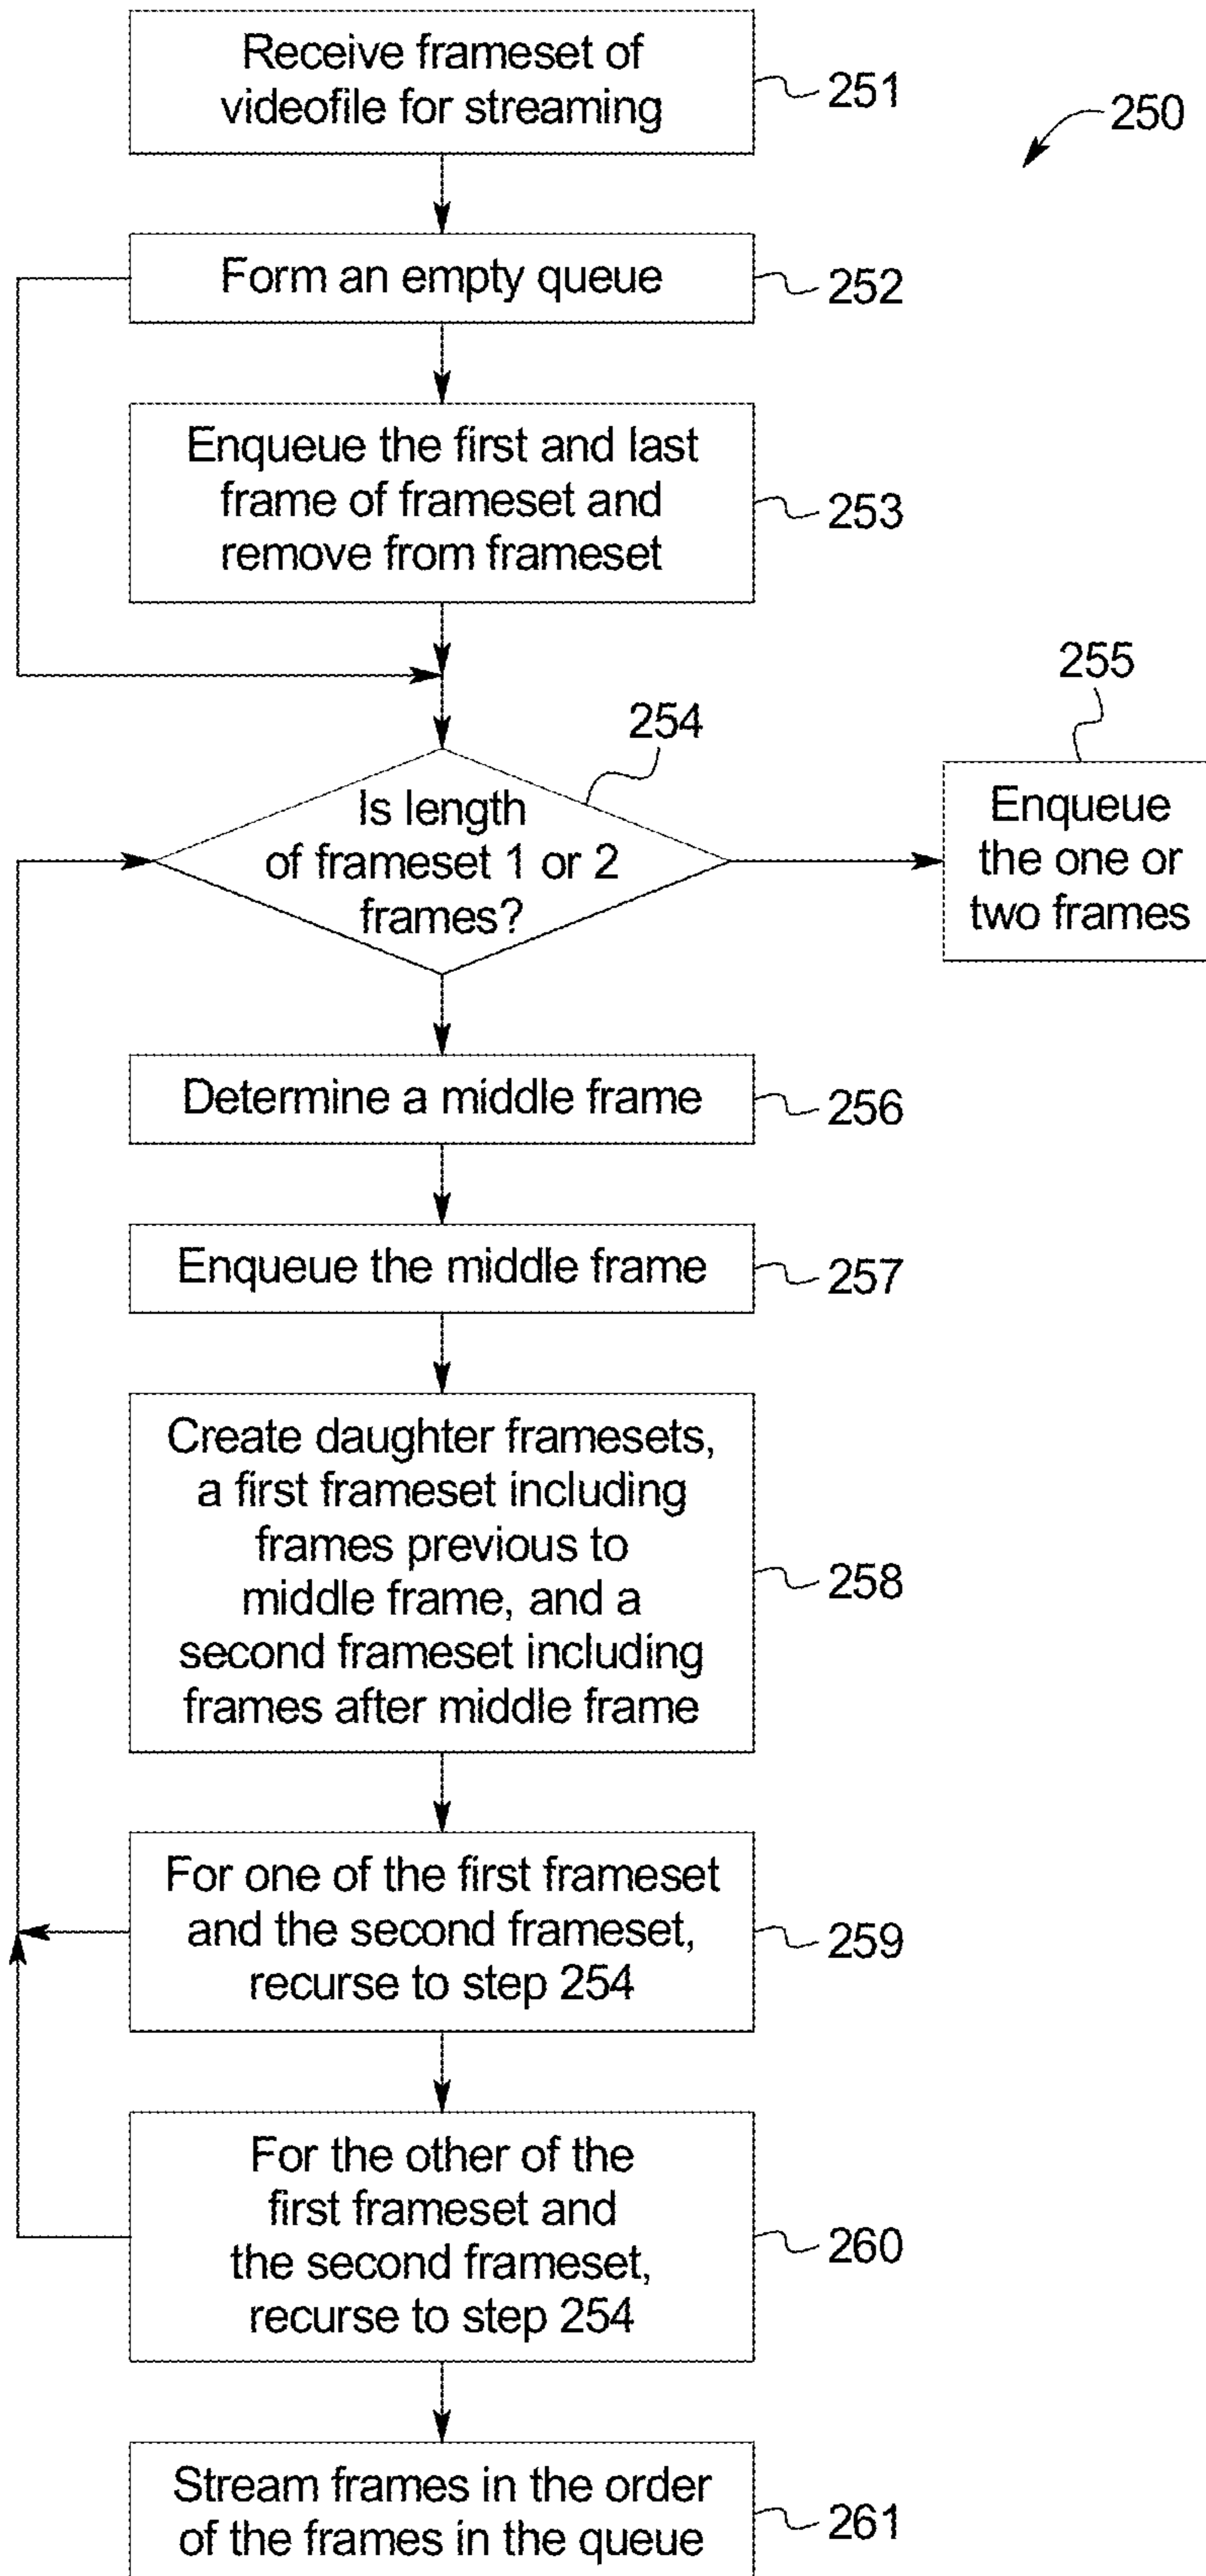 Receive frameset of
videofile for streaming
251
250
Form an empty queue
252
Enqueue the first and last
frame of frameset and
remove from frameset
253
254
Is length
of frameset 1 or 2
frames?
255
Enqueue
the one or
two frames
Determine a middle frame
256
Enqueue the middle frame
257
Create daughter framesets,
a first frameset including
frames previous to
middle frame, and a
second frameset including
frames after middle frame
258
For one of the first frameset
and the second frameset,
recurse to step 254
259
For the other of the
first frameset and
the second frameset,
recurse to step 254
260
Stream frames in the order
of the frames in the queue
261